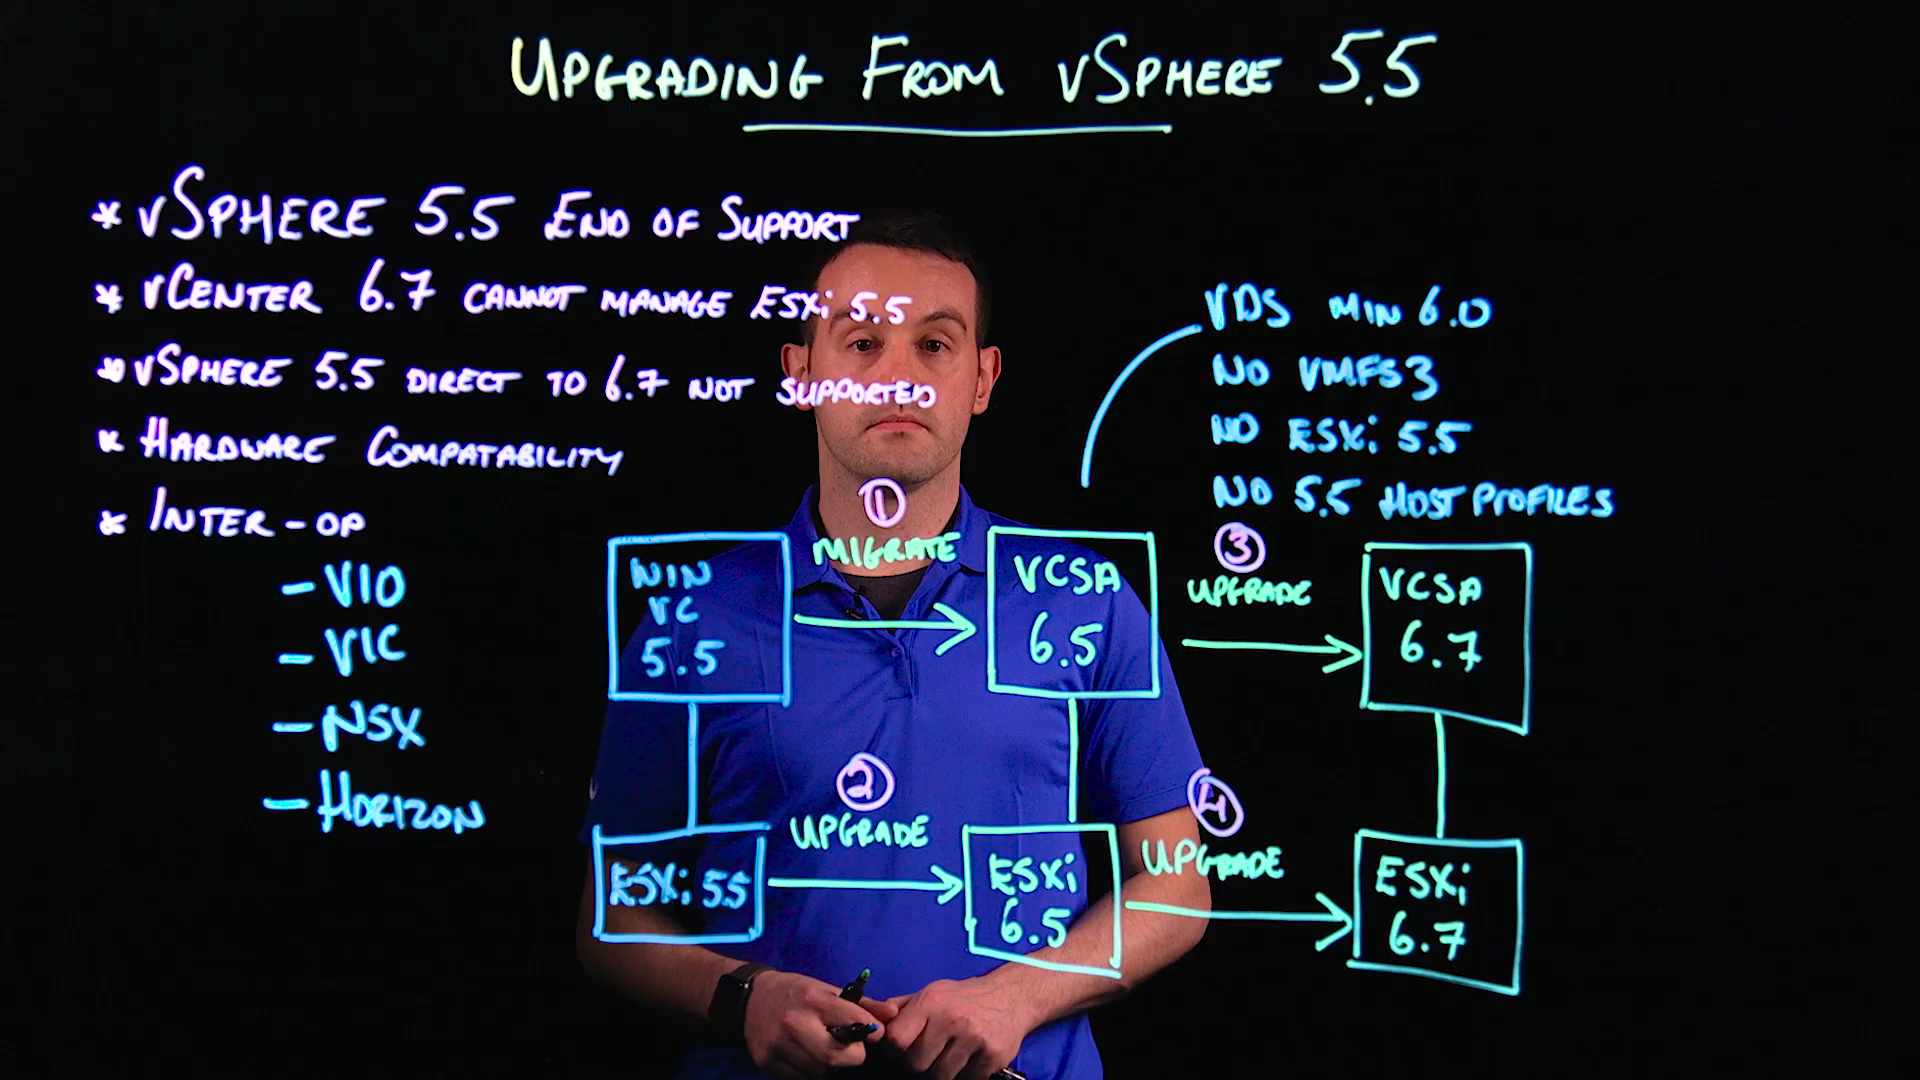 UPGRADING FROM vSPHERE 5.5
* vSPHERE 5.5 END OF SUPPORT
* vCENTER 6.7 CANNOT MANAGE ESXi 5.5
* vSPHERE 5.5 DIRECT TO 6.7 NOT SUPPORTED
* HARDWARE COMPATABILITY
* INTER-OP
- VIO
- VIC
- NSX
- HORIZON
VDS MIN 6.0
NO VMFS3
NO ESXi 5.5
NO 5.5 HOST PROFILES
WIN
VC
5.5
1
MIGRATE
VCSA
6.5
3
UPGRADE
VCSA
6.7
ESXi 5.5
2
UPGRADE
ESXi
6.5
4
UPGRADE
ESXi
6.7